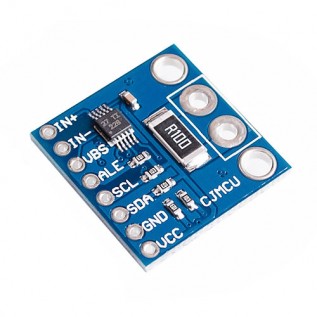 IN+
IN-
VBS
ALE
SCL
SDA
GND
VCC
R100
CJMCU